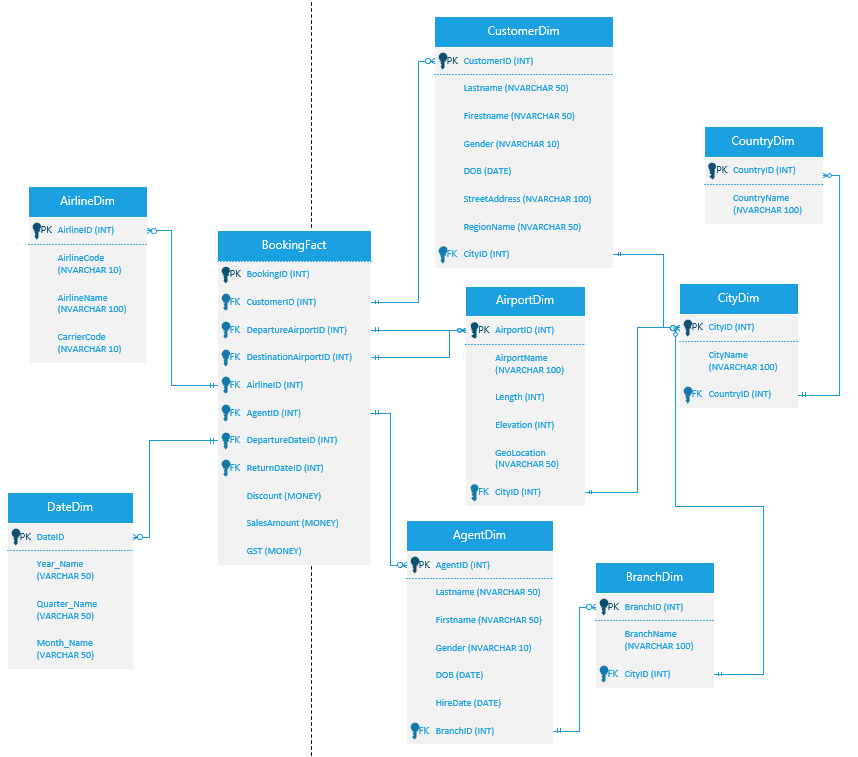 CustomerDim
PK CustomerID (INT)
Lastname (NVARCHAR 50)
Firestname (NVARCHAR 50)
Gender (NVARCHAR 10)
DOB (DATE)
StreetAddress (NVARCHAR 100)
RegionName (NVARCHAR 50)
FK CityID (INT)
CountryDim
PK CountryID (INT)
CountryName
(NVARCHAR 100)
AirlineDim
PK AirlineID (INT)
AirlineCode
(NVARCHAR 10)
AirlineName
(NVARCHAR 100)
CarrierCode
(NVARCHAR 10)
BookingFact
PK BookingID (INT)
FK CustomerID (INT)
FK DepartureAirportID (INT)
FK DestinationAirportID (INT)
FK AirlineID (INT)
FK AgentID (INT)
FK DepartureDateID (INT)
FK ReturnDateID (INT)
Discount (MONEY)
SalesAmount (MONEY)
GST (MONEY)
AirportDim
PK AirportID (INT)
AirportName
(NVARCHAR 100)
Length (INT)
Elevation (INT)
GeoLocation
(NVARCHAR 50)
FK CityID (INT)
CityDim
PK CityID (INT)
CityName
(NVARCHAR 100)
FK CountryID (INT)
DateDim
PK DateID
Year_Name
(VARCHAR 50)
Quarter_Name
(VARCHAR 50)
Month_Name
(VARCHAR 50)
AgentDim
PK AgentID (INT)
Lastname (NVARCHAR 50)
Firstname (NVARCHAR 50)
Gender (NVARCHAR 10)
DOB (DATE)
HireDate (DATE)
FK BranchID (INT)
BranchDim
PK BranchID (INT)
BranchName
(NVARCHAR 100)
FK CityID (INT)